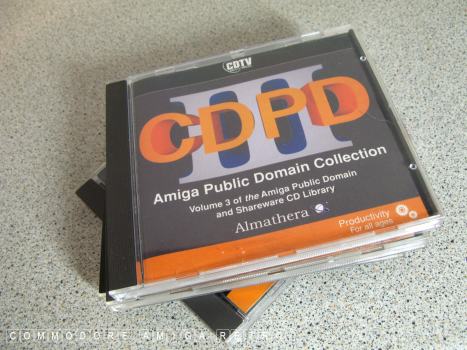 CDTV
III
CDPD
Amiga Public Domain Collection
Volume 3 of the Amiga Public Domain
and Shareware CD Library
Almathera
Productivity
For all ages
COMMODORE AMIGA RETRO